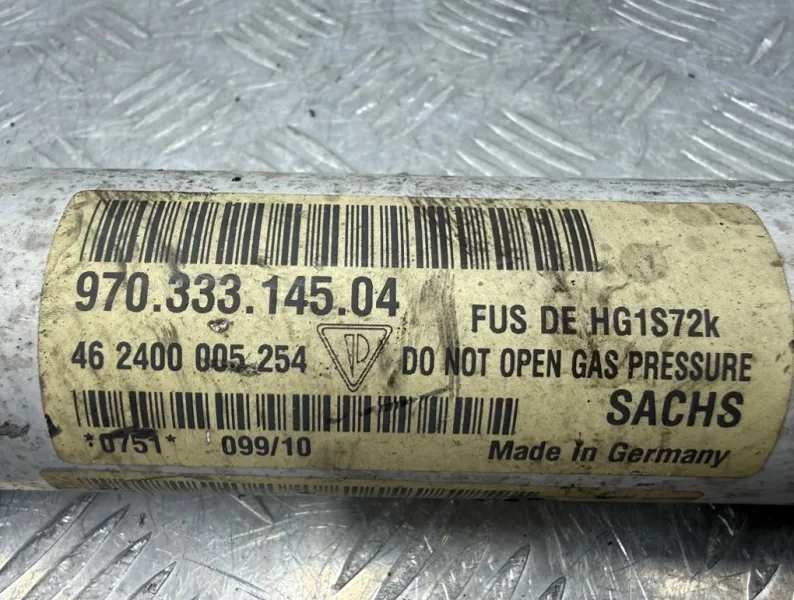 970.333.145.04
FUS DE HG1S72k
46 2400 005 254
DO NOT OPEN GAS PRESSURE
SACHS
*0751* 099/10
Made In Germany